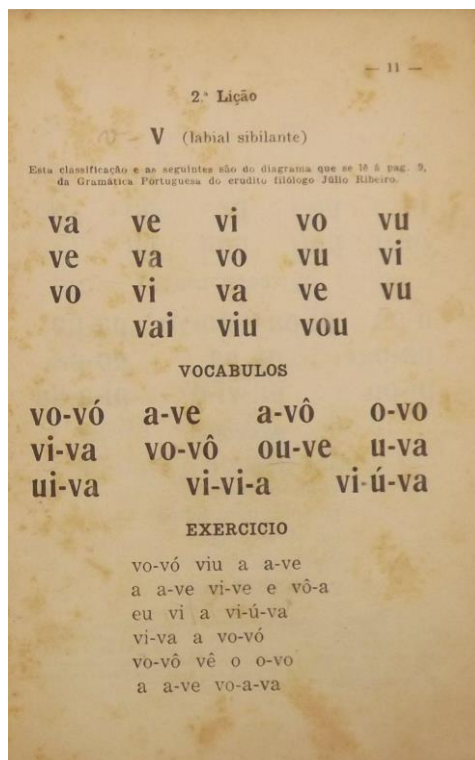 — 11 —
2.ª Lição
V (labial sibilante)
Esta classificação e as seguintes são do diagrama que se lê á pag. 9,
da Gramática Portuguesa do erudito filólogo Júlio Ribeiro.
va ve vi vo vu
ve va vo vu vi
vo vi va ve vu
vai viu vou
VOCABULOS
vo-vó a-ve a-vô o-vo
vi-va vo-vô ou-ve u-va
ui-va vi-vi-a vi-ú-va
EXERCICIO
vo-vó viu a a-ve
a a-ve vi-ve e vô-a
eu vi a vi-ú-va
vi-va a vo-vó
vo-vô vê o o-vo
a a-ve vo-a-va